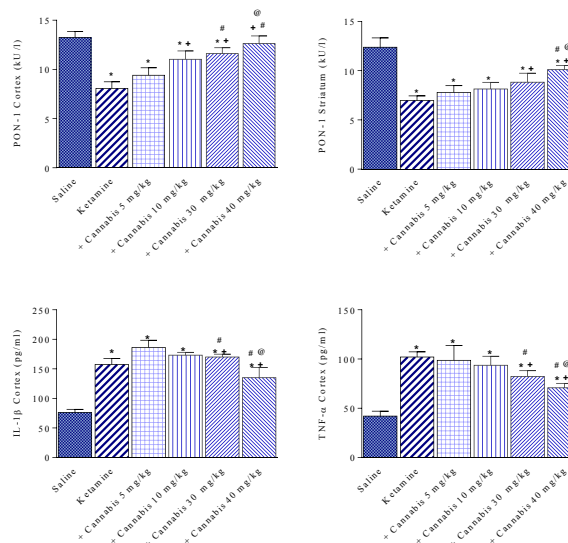 @
#
+ #
* +
* +
*
*
15
10
5
0
PON-1 Cortex (kU/l)
Saline
Ketamine
+ Cannabis 5 mg/kg
+ Cannabis 10 mg/kg
+ Cannabis 30 mg/kg
+ Cannabis 40 mg/kg
# @
* +
* +
*
*
*
15
10
5
0
PON-1 Striatum (kU/l)
Saline
Ketamine
+ Cannabis 5 mg/kg
+ Cannabis 10 mg/kg
+ Cannabis 30 mg/kg
+ Cannabis 40 mg/kg
*
*
*
#
* +
# @
* +
250
200
150
100
50
0
IL-1β Cortex (pg/ml)
Saline
Ketamine
+ Cannabis 5 mg/kg
+ Cannabis 10 mg/kg
+ Cannabis 30 mg/kg
+ Cannabis 40 mg/kg
*
*
*
#
* +
# @
* +
150
100
50
0
TNF-α Cortex (pg/ml)
Saline
Ketamine
+ Cannabis 5 mg/kg
+ Cannabis 10 mg/kg
+ Cannabis 30 mg/kg
+ Cannabis 40 mg/kg